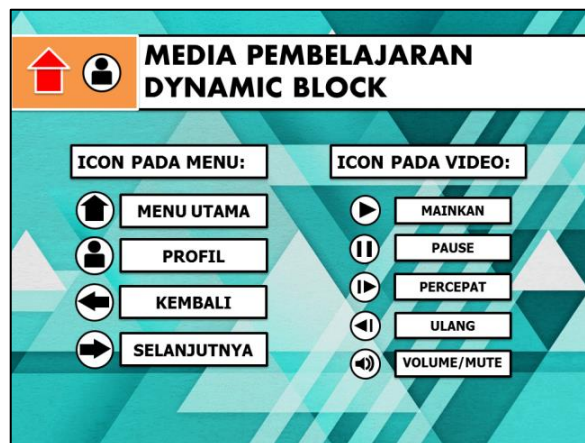 MEDIA PEMBELAJARAN
DYNAMIC BLOCK
ICON PADA MENU:
MENU UTAMA
PROFIL
KEMBALI
SELANJUTNYA
ICON PADA VIDEO:
MAINKAN
PAUSE
PERCEPAT
ULANG
VOLUME/MUTE